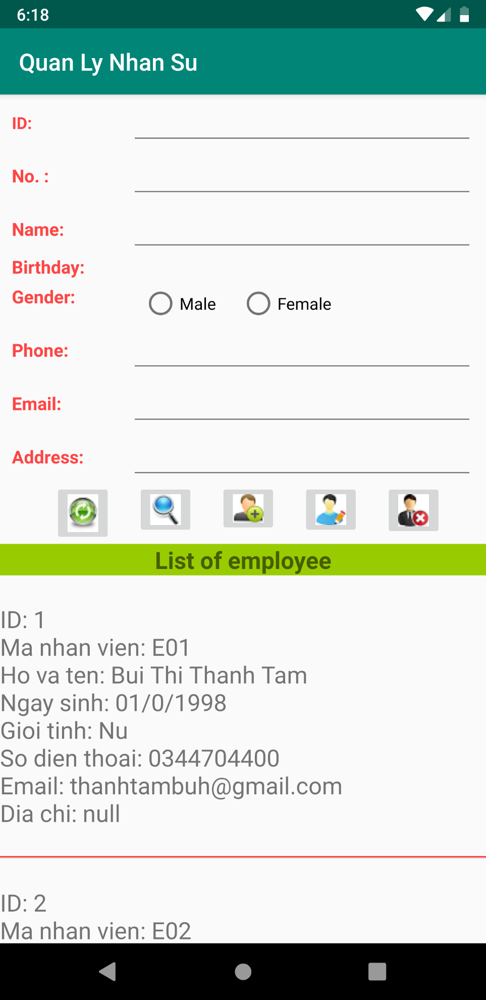 6:18
Quan Ly Nhan Su
ID:
No. :
Name:
Birthday:
Gender: Male Female
Phone:
Email:
Address:
List of employee
ID: 1
Ma nhan vien: E01
Ho va ten: Bui Thi Thanh Tam
Ngay sinh: 01/0/1998
Gioi tinh: Nu
So dien thoai: 0344704400
Email: thanhtambuh@gmail.com
Dia chi: null
ID: 2
Ma nhan vien: E02